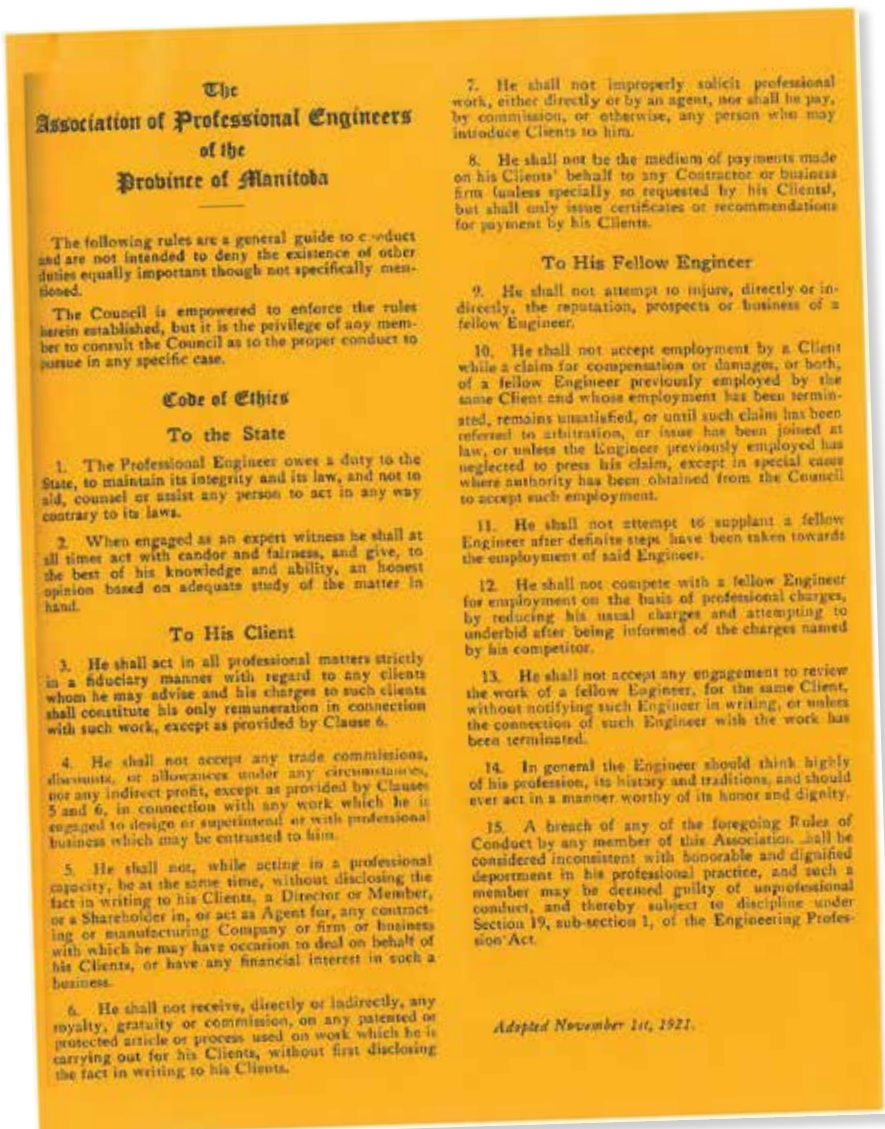 The
Association of Professional Engineers
of the
Province of Manitoba
The following rules are a general guide to conduct
and are not intended to deny the existence of other
duties equally important though not specifically men-
tioned.
The Council is empowered to enforce the rules
herein established, but it is the privilege of any mem-
ber to consult the Council as to the proper conduct to
pursue in any specific case.
Code of Ethics
To the State
1. The Professional Engineer owes a duty to the
State, to maintain its integrity and its law, and not to
aid, counsel or assist any person to act in any way
contrary to its laws.
2. When engaged as an expert witness he shall at
all times act with candor and fairness, and give, to
the best of his knowledge and ability, an honest
opinion based on adequate study of the matter in
hand.
To His Client
3. He shall act in all professional matters strictly
in a fiduciary manner with regard to any clients
whom he may advise and his charges to such clients
shall constitute his only remuneration in connection
with such work, except as provided by Clause 6.
4. He shall not accept any trade commissions,
discounts, or allowances under any circumstances,
nor any indirect profit, except as provided by Clauses
5 and 6, in connection with any work which he is
engaged to design or superintend or with professional
business which may be entrusted to him.
5. He shall not, while acting in a professional
capacity, be at the same time, without disclosing the
fact in writing to his Clients, a Director or Member,
or a Shareholder in, or act as Agent for, any contract-
ing or manufacturing Company or firm or business
with which he may have occasion to deal on behalf of
his Clients, or have any financial interest in such a
business.
6. He shall not receive, directly or indirectly, any
royalty, gratuity or commission, on any patented or
protected article or process used on work which he is
carrying out for his Clients, without first disclosing
the fact in writing to his Clients.
7. He shall not improperly solicit professional
work, either directly or by an agent, nor shall he pay,
by commission, or otherwise, any person who may
introduce Clients to him.
8. He shall not be the medium of payments made
on his Clients' behalf to any Contractor or business
firm (unless specially so requested by his Clients),
but shall only issue certificates or recommendations
for payment by his Clients.
To His Fellow Engineer
9. He shall not attempt to injure, directly or in-
directly, the reputation, prospects or business of a
fellow Engineer.
10. He shall not accept employment by a Client
while a claim for compensation or damages, or both,
of a fellow Engineer previously employed by the
same Client and whose employment has been termin-
ated, remains unsatisfied, or until such claim has been
referred to arbitration, or issue has been joined at
law, or unless the Engineer previously employed has
neglected to press his claim, except in special cases
where authority has been obtained from the Council
to accept such employment.
11. He shall not attempt to supplant a fellow
Engineer after definite steps have been taken towards
the employment of said Engineer.
12. He shall not compete with a fellow Engineer
for employment on the basis of professional charges,
by reducing his usual charges and attempting to
underbid after being informed of the charges named
by his competitor.
13. He shall not accept any engagement to review
the work of a fellow Engineer, for the same Client,
without notifying such Engineer in writing, or unless
the connection of such Engineer with the work has
been terminated.
14. In general the Engineer should think highly
of his profession, its history and traditions, and should
ever act in a manner worthy of its honor and dignity.
15. A breach of any of the foregoing Rules of
Conduct by any member of this Association shall be
considered inconsistent with honorable and dignified
deportment in his professional practice, and such a
member may be deemed guilty of unprofessional
conduct, and thereby subject to discipline under
Section 19, sub-section 1, of the Engineering Profes-
sion Act.
Adopted November 1st, 1921.